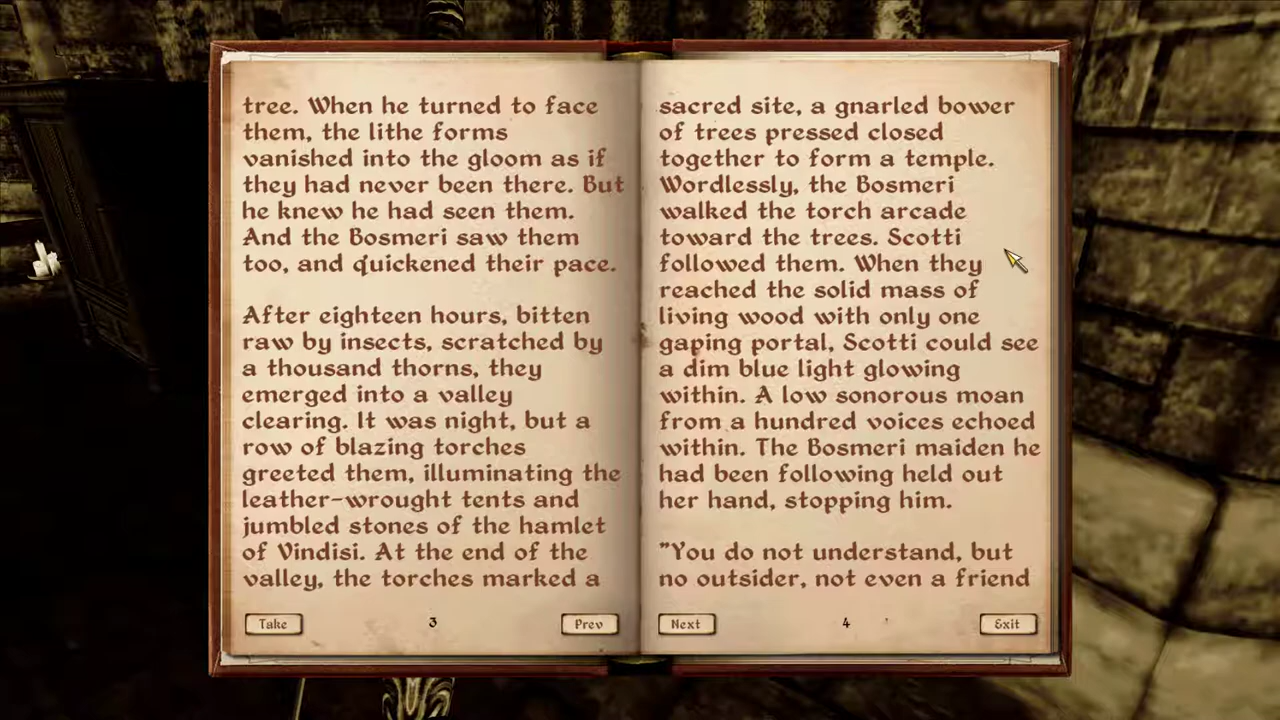 tree. When he turned to face
them, the lithe forms
vanished into the gloom as if
they had never been there. But
he knew he had seen them.
And the Bosmeri saw them
too, and quickened their pace.
After eighteen hours, bitten
raw by insects, scratched by
a thousand thorns, they
emerged into a valley
clearing. It was night, but a
row of blazing torches
greeted them, illuminating the
leather-wrought tents and
jumbled stones of the hamlet
of Vindisi. At the end of the
valley, the torches marked a
Take
3
Prev
sacred site, a gnarled bower
of trees pressed closed
together to form a temple.
Wordlessly, the Bosmeri
walked the torch arcade
toward the trees. Scotti
followed them. When they
reached the solid mass of
living wood with only one
gaping portal, Scotti could see
a dim blue light glowing
within. A low sonorous moan
from a hundred voices echoed
within. The Bosmeri maiden he
had been following held out
her hand, stopping him.
"You do not understand, but
no outsider, not even a friend
Next
4
Exit